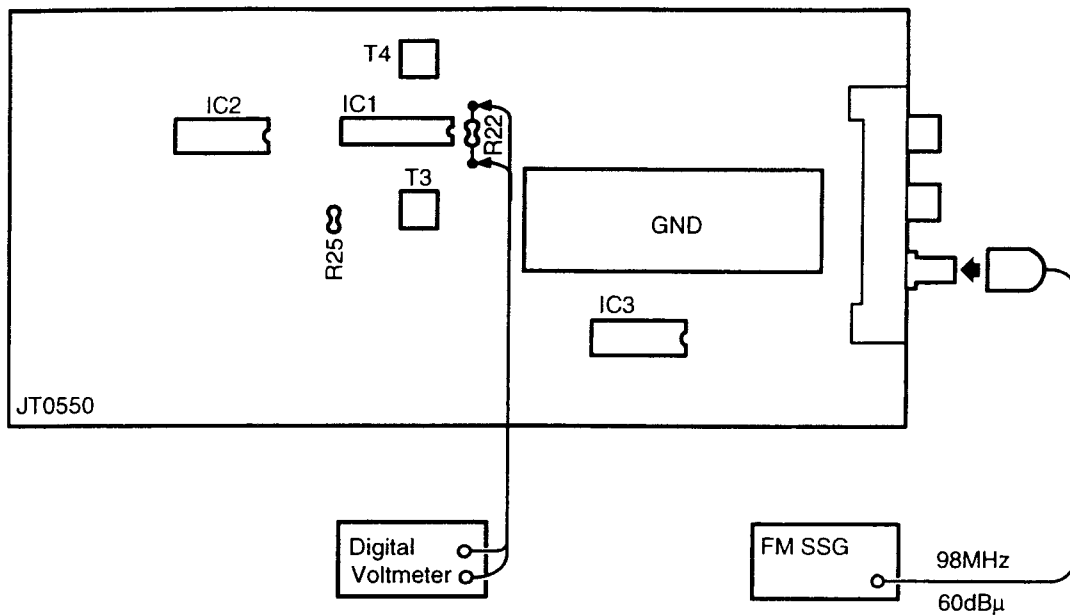 T4
IC2
IC1
R22
T3
R25
GND
IC3
JT0550
Digital
Voltmeter
FM SSG
98MHz
60dBμ